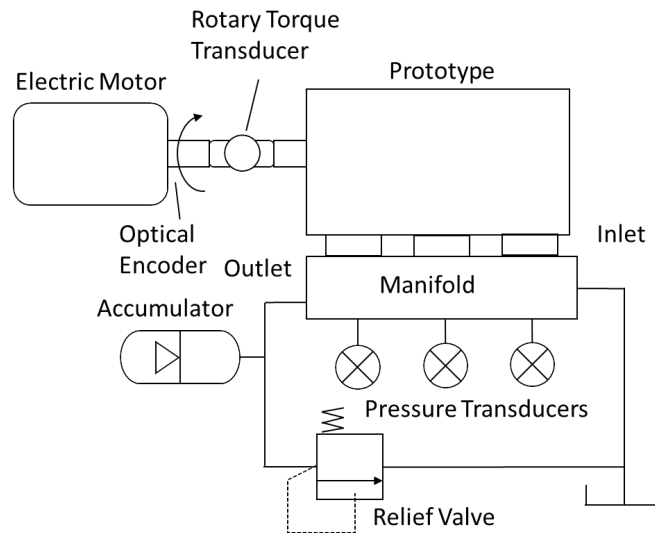 Rotary Torque
Transducer
Electric Motor
Prototype
Optical
Encoder
Outlet
Inlet
Manifold
Accumulator
Pressure Transducers
Relief Valve